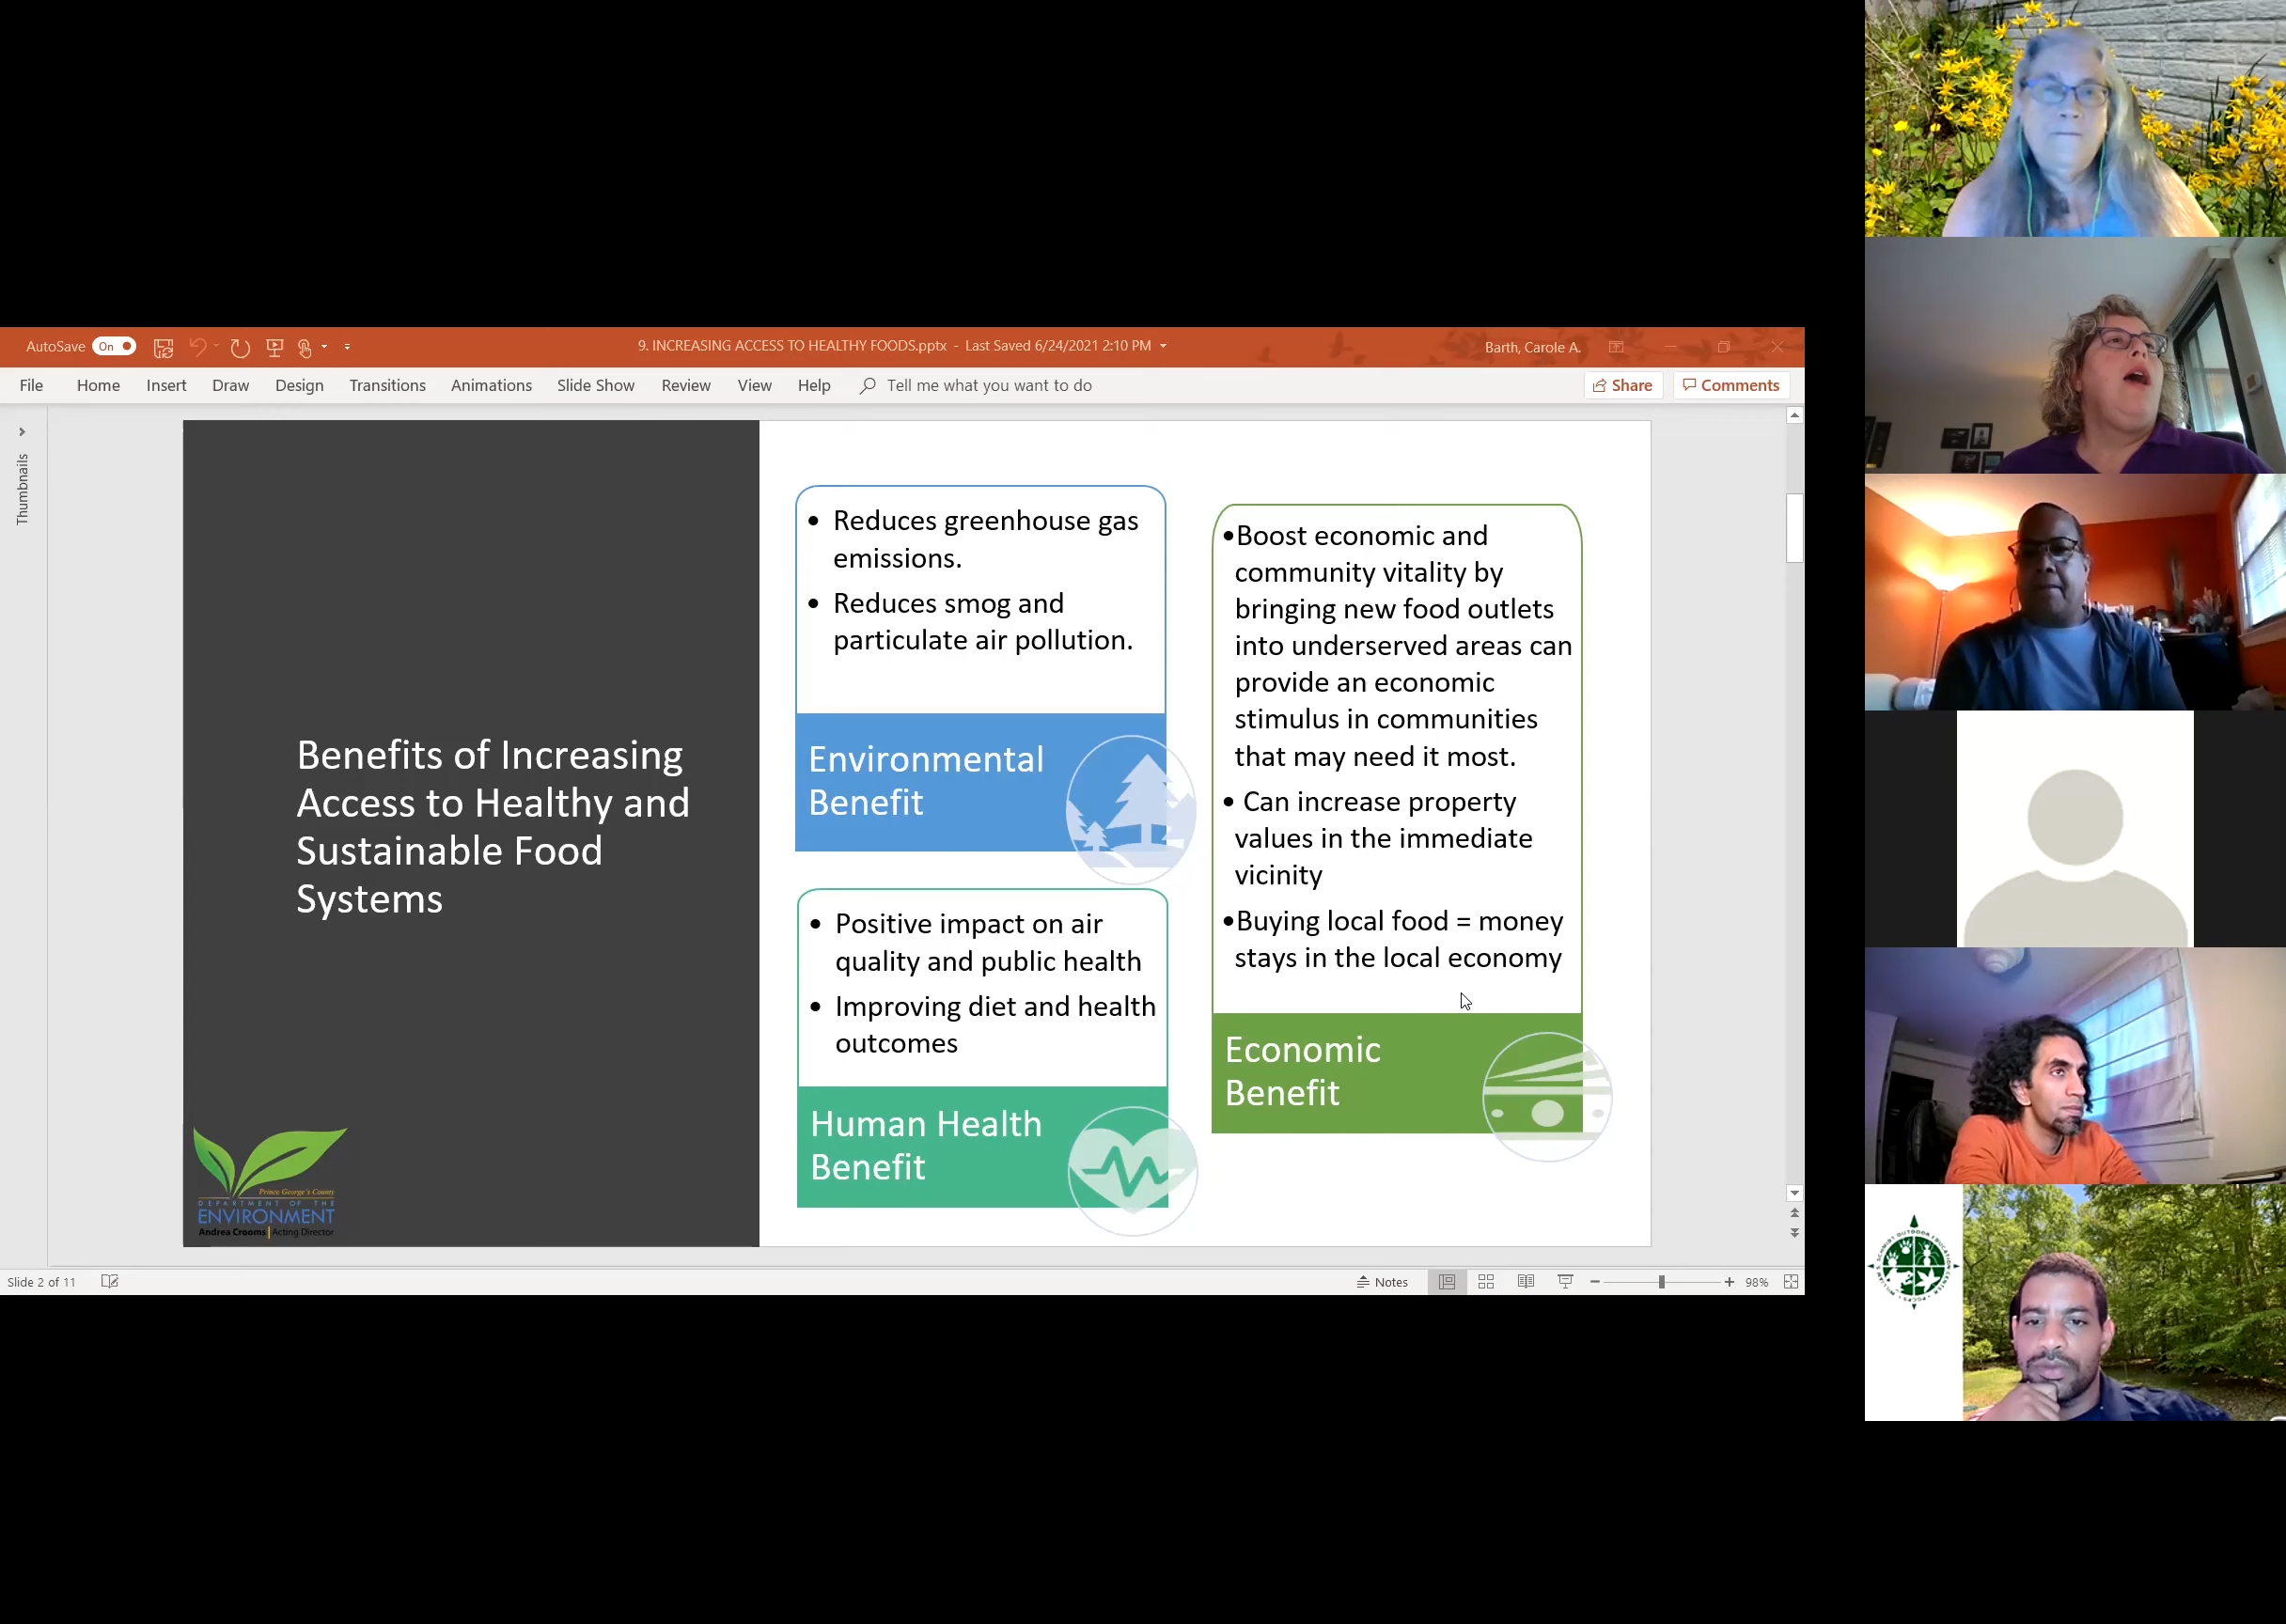 AutoSave On
9. INCREASING ACCESS TO HEALTHY FOODS.pptx - Last Saved 6/24/2021 2:10 PM
Barth, Carole A.
File Home Insert Draw Design Transitions Animations Slide Show Review View Help Tell me what you want to do
Share Comments
Thumbnails
Benefits of Increasing
Access to Healthy and
Sustainable Food
Systems
Prince George's County
DEPARTMENT OF THE
ENVIRONMENT
Andrea Crooms | Acting Director
• Reduces greenhouse gas
emissions.
• Reduces smog and
particulate air pollution.
Environmental
Benefit
• Positive impact on air
quality and public health
• Improving diet and health
outcomes
Human Health
Benefit
•Boost economic and
community vitality by
bringing new food outlets
into underserved areas can
provide an economic
stimulus in communities
that may need it most.
• Can increase property
values in the immediate
vicinity
•Buying local food = money
stays in the local economy
Economic
Benefit
Slide 2 of 11
Notes
98%
SCHMIDT OUTDOOR EDUCATION CENTER